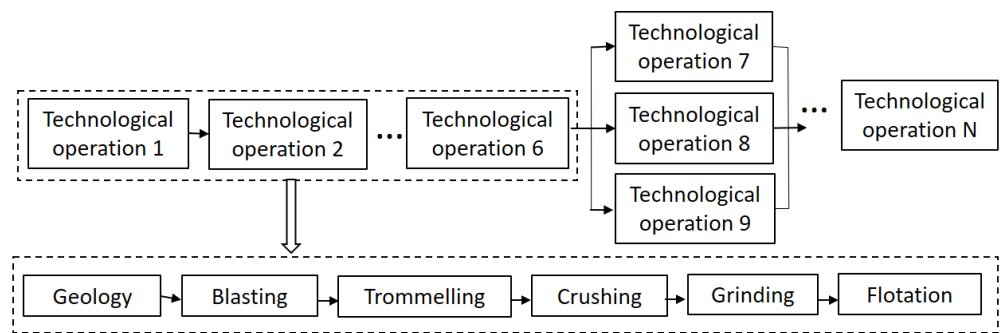 Technological
operation 7
Technological
operation 1
Technological
operation 2
...
Technological
operation 6
Technological
operation 8
...
Technological
operation N
Technological
operation 9
Geology
Blasting
Trommelling
Crushing
Grinding
Flotation